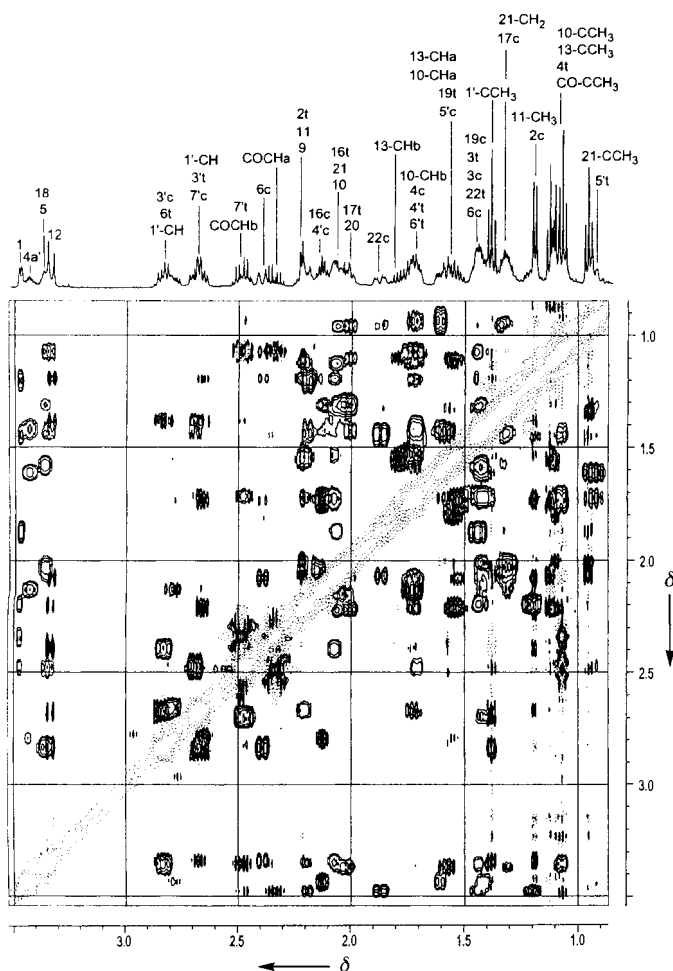 21-CH2
17c
10-CCH3
13-CCH3
4t
CO-CCH3
13-CHa
10-CHa
19t
5'c
1'-CCH3
2t
11
9
11-CH3
2c
13-CHb
19c
3t
3c
22t
6c
1'-CH
3't
7'c
COCHa
16t
21
10
10-CHb
4c
4't
6't
21-CCH3
5't
18
5
3'c
6t
1'-CH
7't
COCHb
6c
16c
4'c
17t
20
22c
1
4a'
12
1.0
1.5
2.0
2.5
3.0
δ
3.0
2.5
2.0
1.5
1.0
δ